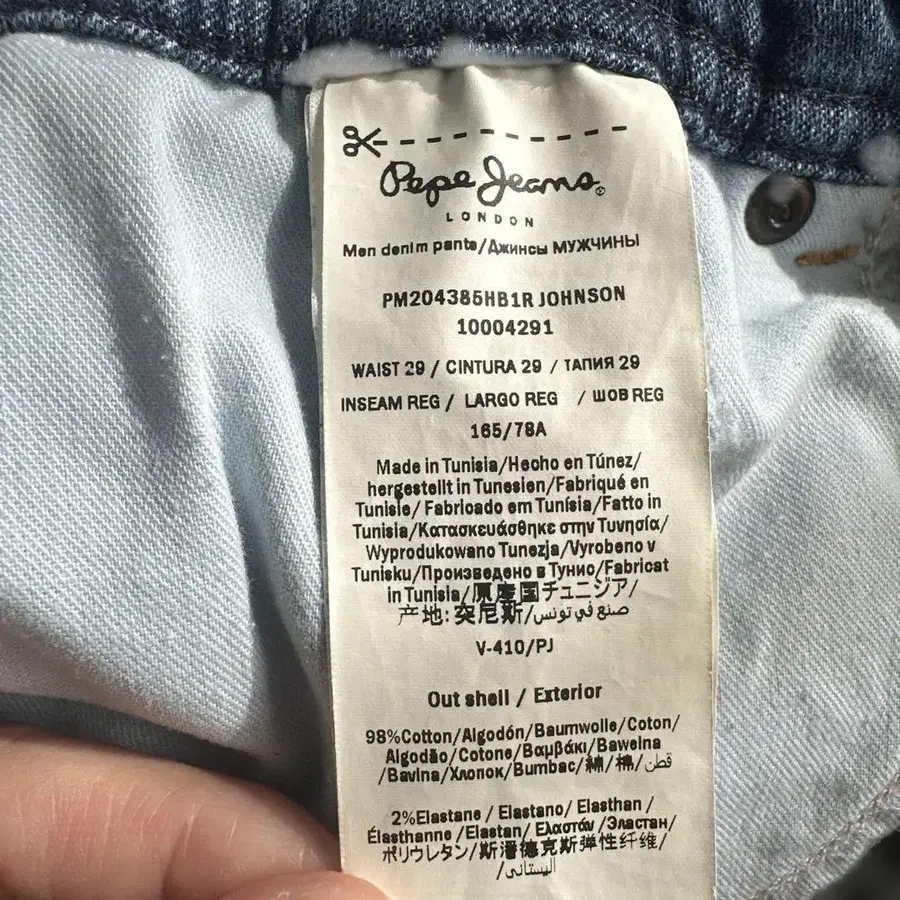 Pepe Jeans®
LONDON
Men denim pants/Джинсы МУЖЧИНЫ
PM204385HB1R JOHNSON
10004291
WAIST 29 / CINTURA 29 / ТАПИЯ 29
INSEAM REG / LARGO REG / ШОВ REG
165/78A
Made in Tunisia/Hecho en Túnez/
hergestellt in Tunesien/Fabriqué en
Tunisie/ Fabricado em Tunísia/Fatto in
Tunisia/Κατασκευάσθηκε στην Τυνησία/
Wyprodukowano Tunezja/Vyrobeno v
Tunisku/Произведено в Тунио/Fabricat
in Tunisia/原産国チュニジア/
产地: 突尼斯/صنع في تونس
V-410/PJ
Out shell / Exterior
98%Cotton/Algodón/Baumwolle/Coton/
Algodão/Cotone/Βαμβάκι/Bawelna
/Bavlna/Хлопок/Bumbac/綿/棉/قطن
2%Elastane / Elastano / Elasthan /
Élasthanne /Elastan/ Ελαστάν /Эластан/
ポリウレタン/斯潘德克斯弹性纤维/
/اليستاني